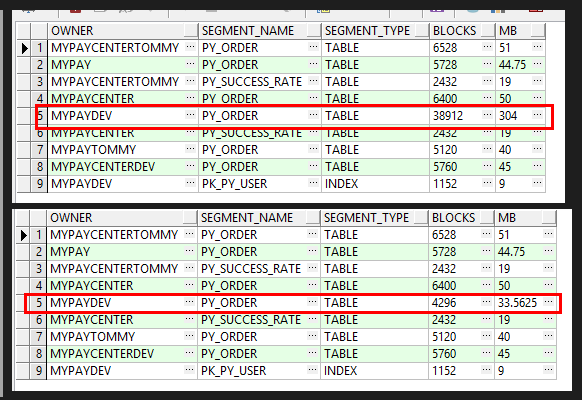 OWNER SEGMENT_NAME SEGMENT_TYPE BLOCKS MB
1 MYPAYCENTERTOMMY ··· PY_ORDER ··· TABLE ··· 6528 ··· 51 ···
2 MYPAY ··· PY_ORDER ··· TABLE ··· 5728 ··· 44.75 ···
3 MYPAYCENTERTOMMY ··· PY_SUCCESS_RATE ··· TABLE ··· 2432 ··· 19 ···
4 MYPAYCENTER ··· PY_ORDER ··· TABLE ··· 6400 ··· 50 ···
5 MYPAYDEV ··· PY_ORDER ··· TABLE ··· 38912 ··· 304 ···
6 MYPAYCENTER ··· PY_SUCCESS_RATE ··· TABLE ··· 2432 ··· 19 ···
7 MYPAYTOMMY ··· PY_ORDER ··· TABLE ··· 5120 ··· 40 ···
8 MYPAYCENTERDEV ··· PY_ORDER ··· TABLE ··· 5760 ··· 45 ···
9 MYPAYDEV ··· PK_PY_USER ··· INDEX ··· 1152 ··· 9 ···
OWNER SEGMENT_NAME SEGMENT_TYPE BLOCKS MB
1 MYPAYCENTERTOMMY ··· PY_ORDER ··· TABLE ··· 6528 ··· 51 ···
2 MYPAY ··· PY_ORDER ··· TABLE ··· 5728 ··· 44.75 ···
3 MYPAYCENTERTOMMY ··· PY_SUCCESS_RATE ··· TABLE ··· 2432 ··· 19 ···
4 MYPAYCENTER ··· PY_ORDER ··· TABLE ··· 6400 ··· 50 ···
5 MYPAYDEV ··· PY_ORDER ··· TABLE ··· 4296 ··· 33.5625 ···
6 MYPAYCENTER ··· PY_SUCCESS_RATE ··· TABLE ··· 2432 ··· 19 ···
7 MYPAYTOMMY ··· PY_ORDER ··· TABLE ··· 5120 ··· 40 ···
8 MYPAYCENTERDEV ··· PY_ORDER ··· TABLE ··· 5760 ··· 45 ···
9 MYPAYDEV ··· PK_PY_USER ··· INDEX ··· 1152 ··· 9 ···